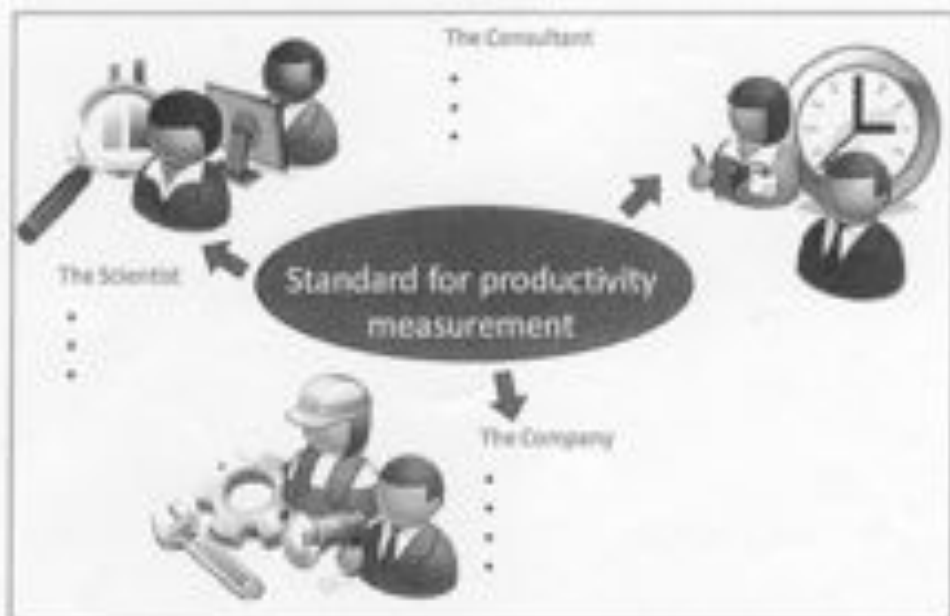 The Consultant
The Scientist
Standard for productivity
measurement
The Company